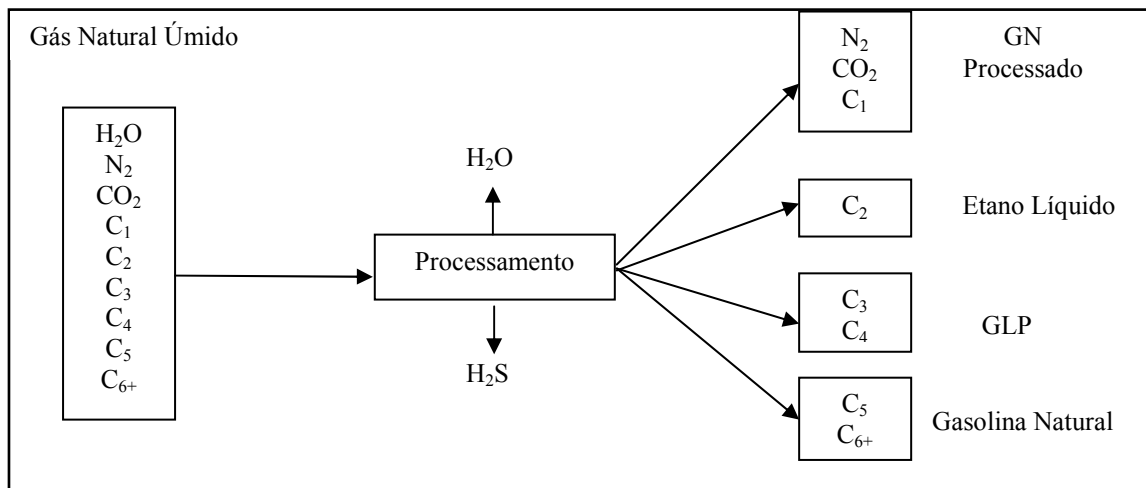 Gás Natural Úmido
H₂O
N₂
CO₂
C₁
C₂
C₃
C₄
C₅
C₆₊
H₂O
Processamento
H₂S
N₂
CO₂
C₁
GN
Processado
C₂
Etano Líquido
C₃
C₄
GLP
C₅
C₆₊
Gasolina Natural